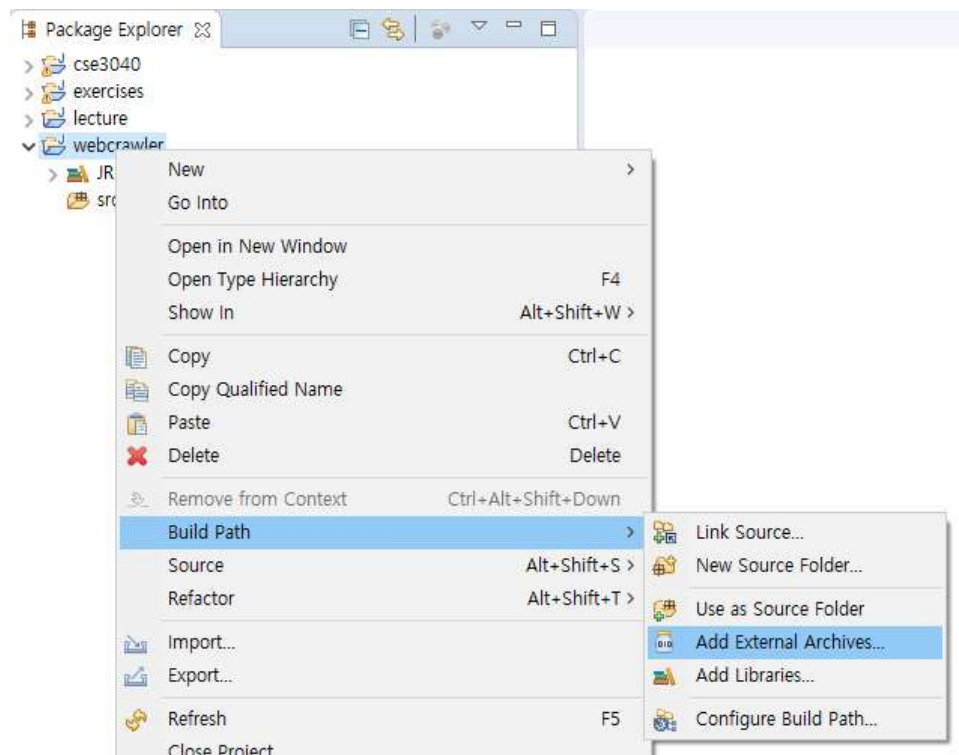 Package Explorer
cse3040
exercises
lecture
webcrawler
JR
src
New
Go Into
Open in New Window
Open Type Hierarchy F4
Show In Alt+Shift+W >
Copy Ctrl+C
Copy Qualified Name
Paste Ctrl+V
Delete Delete
Remove from Context Ctrl+Alt+Shift+Down
Build Path >
Source Alt+Shift+S >
Refactor Alt+Shift+T >
Import...
Export...
Refresh F5
Close Project
Link Source...
New Source Folder...
Use as Source Folder
Add External Archives...
Add Libraries...
Configure Build Path...